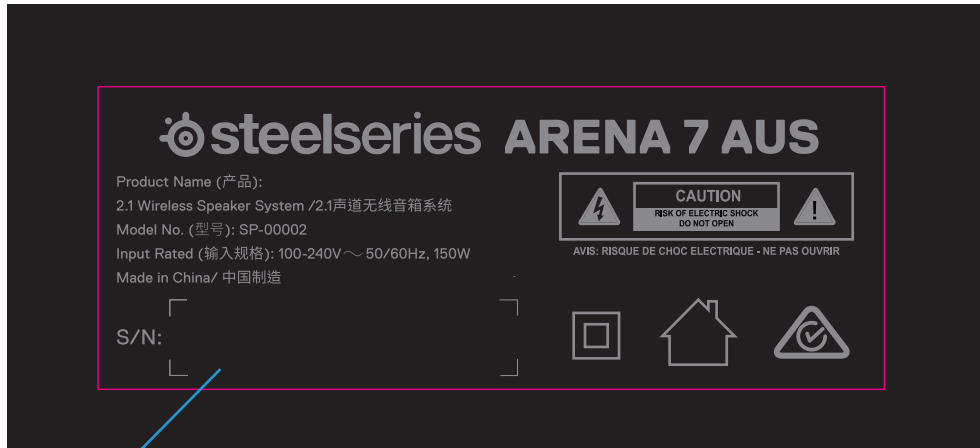 steelseries ARENA 7 AUS
Product Name (产品):
2.1 Wireless Speaker System /2.1声道无线音箱系统
Model No. (型号): SP-00002
Input Rated (输入规格): 100-240V～50/60Hz, 150W
Made in China/ 中国制造
S/N:
CAUTION
RISK OF ELECTRIC SHOCK
DO NOT OPEN
AVIS: RISQUE DE CHOC ELECTRIQUE - NE PAS OUVRIR